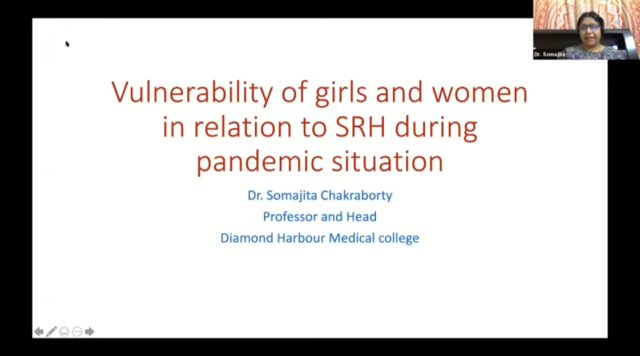 Vulnerability of girls and women
in relation to SRH during
pandemic situation
Dr. Somajita Chakraborty
Professor and Head
Diamond Harbour Medical college
Dr. Somajita